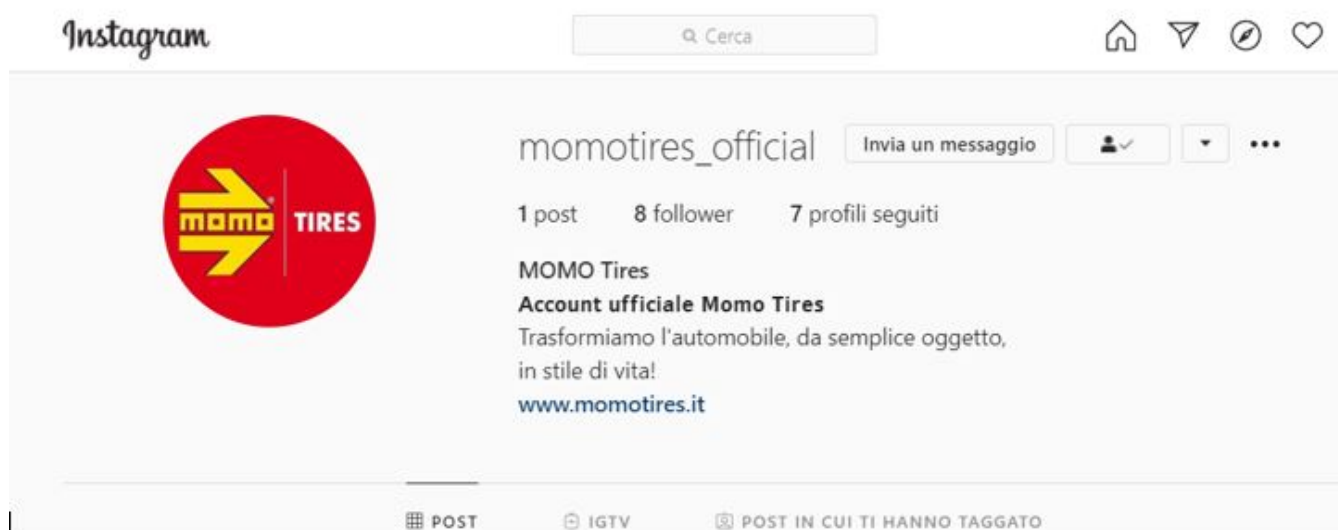 Instagram
Cerca
momotires_official Invia un messaggio
1 post 8 follower 7 profili seguiti
momo® TIRES
MOMO Tires
Account ufficiale Momo Tires
Trasformiamo l'automobile, da semplice oggetto,
in stile di vita!
www.momotires.it
POST IGTV POST IN CUI TI HANNO TAGGATO